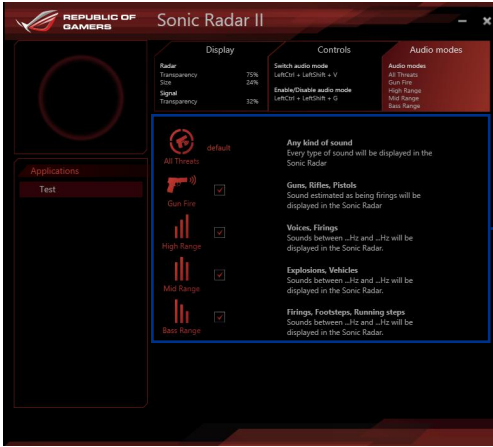 REPUBLIC OF
GAMERS
Sonic Radar II
Display
Controls
Audio modes
Radar
Transparency 75%
Size 24%
Signal
Transparency 32%
Switch audio mode
LeftCtrl + LeftShift + V
Enable/Disable audio mode
LeftCtrl + LeftShift + G
Audio modes
All Threats
Gun Fire
High Range
Mid Range
Bass Range
Applications
Test
All Threats
default
Any kind of sound
Every type of sound will be displayed in the
Sonic Radar
Gun Fire
Guns, Rifles, Pistols
Sound estimated as being firings will be
displayed in the Sonic Radar
High Range
Voices, Firings
Sounds between ...Hz and ...Hz will be
displayed in the Sonic Radar.
Mid Range
Explosions, Vehicles
Sounds between ...Hz and ...Hz will be
displayed in the Sonic Radar.
Bass Range
Firings, Footsteps, Running steps
Sounds between ...Hz and ...Hz will be
displayed in the Sonic Radar.